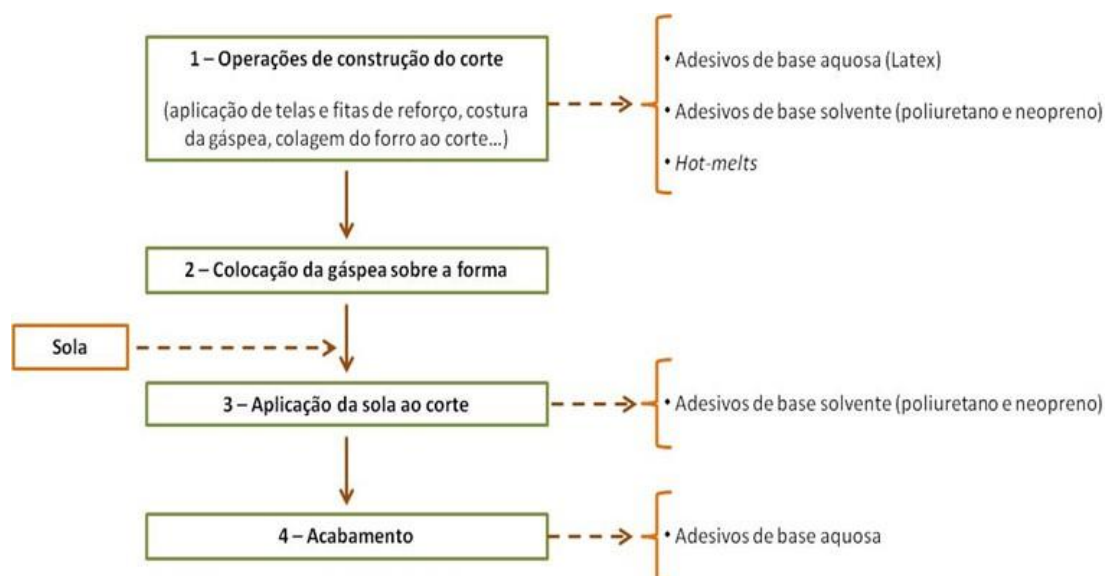 1 – Operações de construção do corte
(aplicação de telas e fitas de reforço, costura
da gáspea, colagem do forro ao corte...)
• Adesivos de base aquosa (Latex)
• Adesivos de base solvente (poliuretano e neopreno)
• Hot-melts
2 – Colocação da gáspea sobre a forma
Sola
3 – Aplicação da sola ao corte
• Adesivos de base solvente (poliuretano e neopreno)
4 – Acabamento
• Adesivos de base aquosa